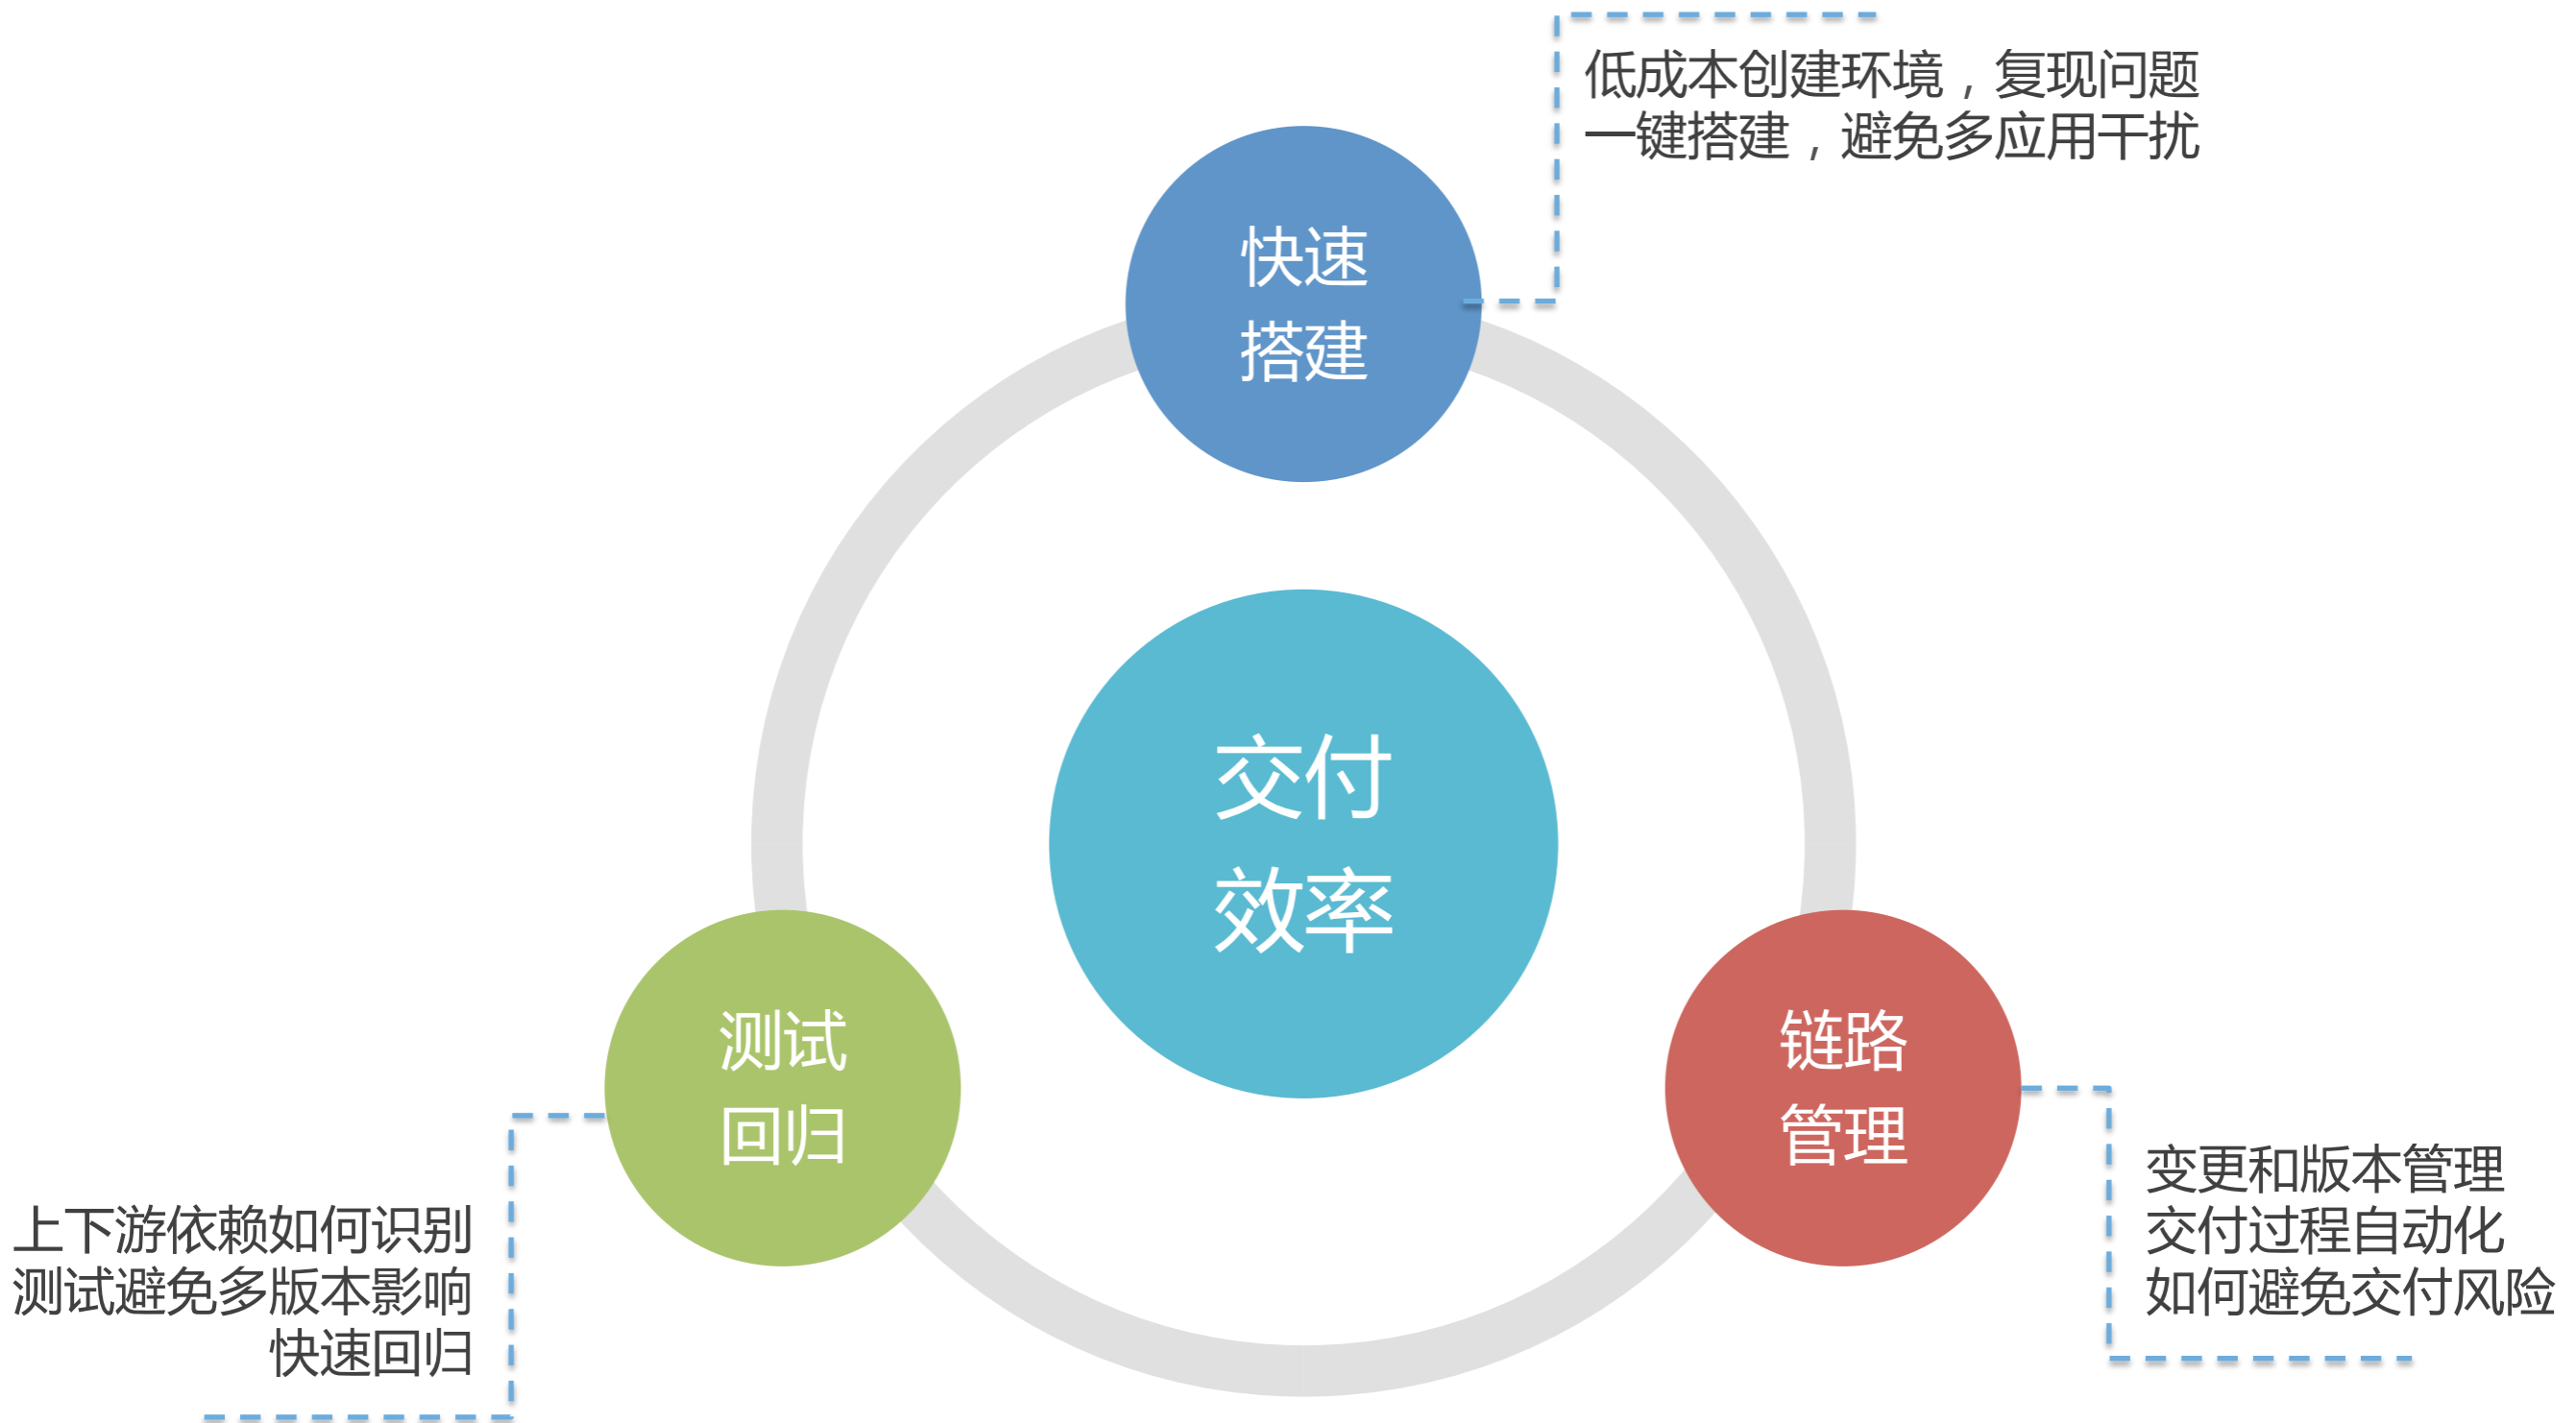 低成本创建环境，复现问题
一键搭建，避免多应用干扰
快速
搭建
交付
效率
测试
回归
链路
管理
上下游依赖如何识别
测试避免多版本影响
快速回归
变更和版本管理
交付过程自动化
如何避免交付风险